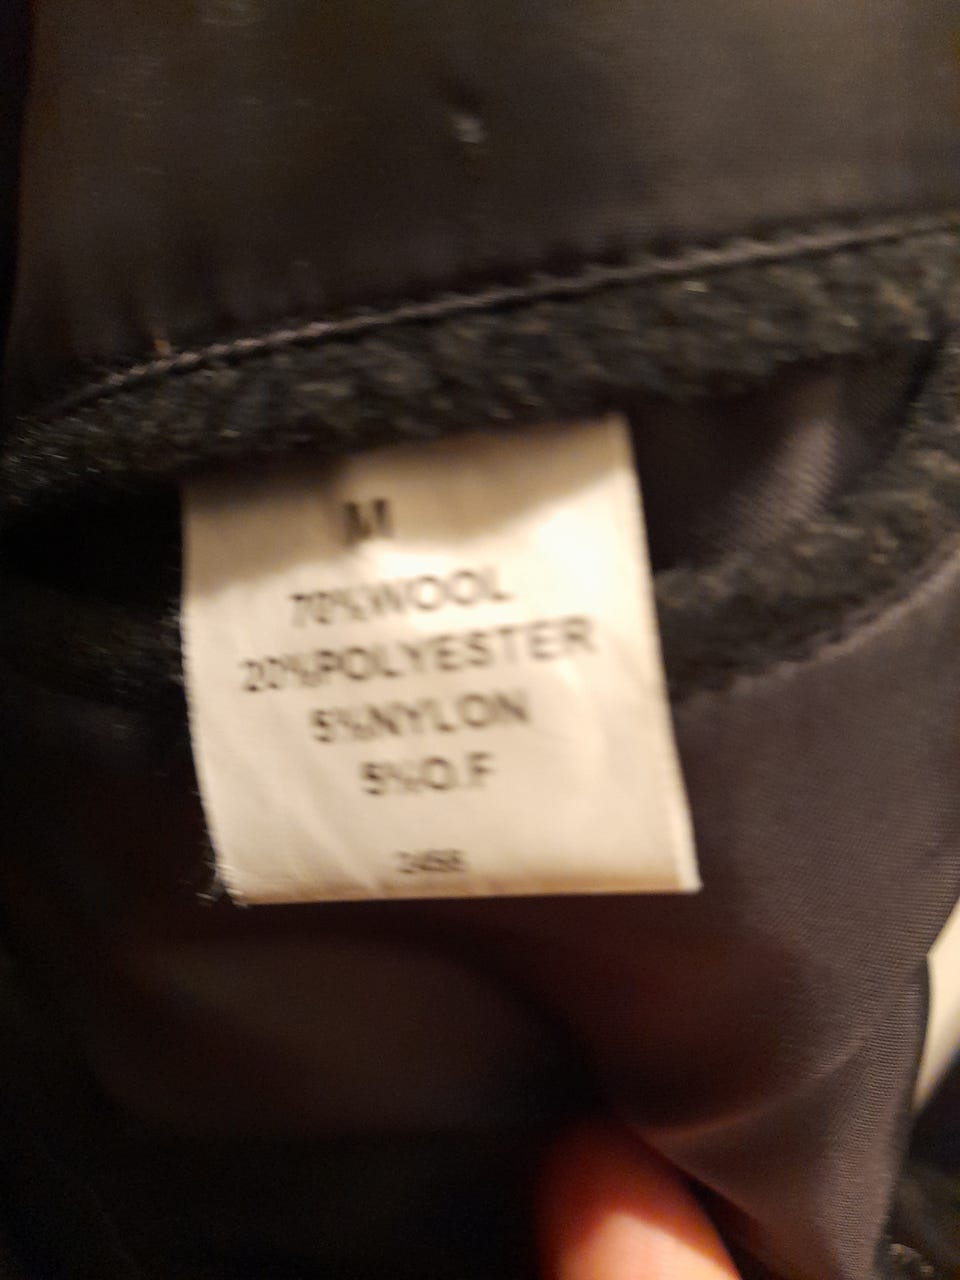 M
70%WOOL
20%POLYESTER
5%NYLON
5%O.F